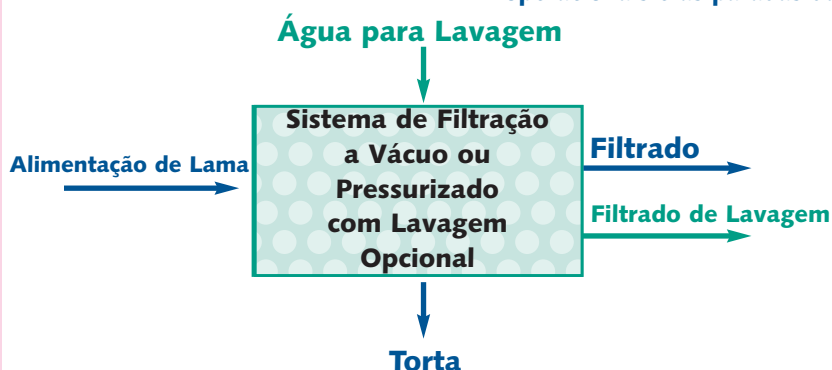 Água para Lavagem
Sistema de Filtração
a Vácuo ou
Pressurizado
com Lavagem
Opcional
Alimentação de Lama
Filtrado
Filtrado de Lavagem
Torta